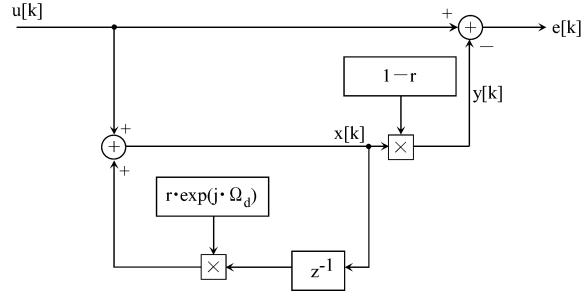 u[k]
+
+
e[k]
−
1−r
y[k]
+
x[k]
+
×
+
r·exp(j·Ω_d)
×
z^-1